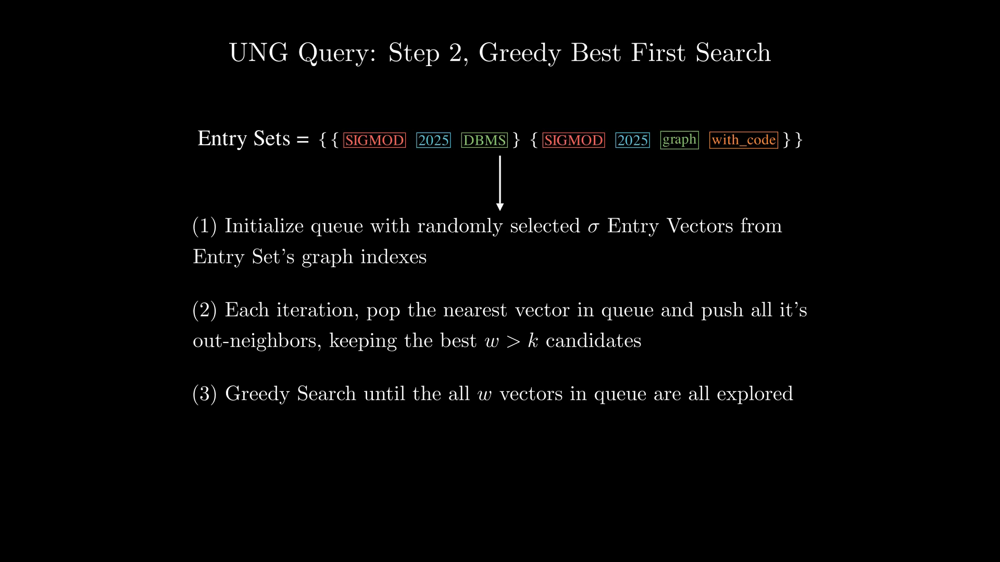 UNG Query: Step 2, Greedy Best First Search
Entry Sets = { { SIGMOD 2025 DBMS } { SIGMOD 2025 graph with_code } }
(1) Initialize queue with randomly selected σ Entry Vectors from
Entry Set's graph indexes
(2) Each iteration, pop the nearest vector in queue and push all it's
out-neighbors, keeping the best w > k candidates
(3) Greedy Search until the all w vectors in queue are all explored